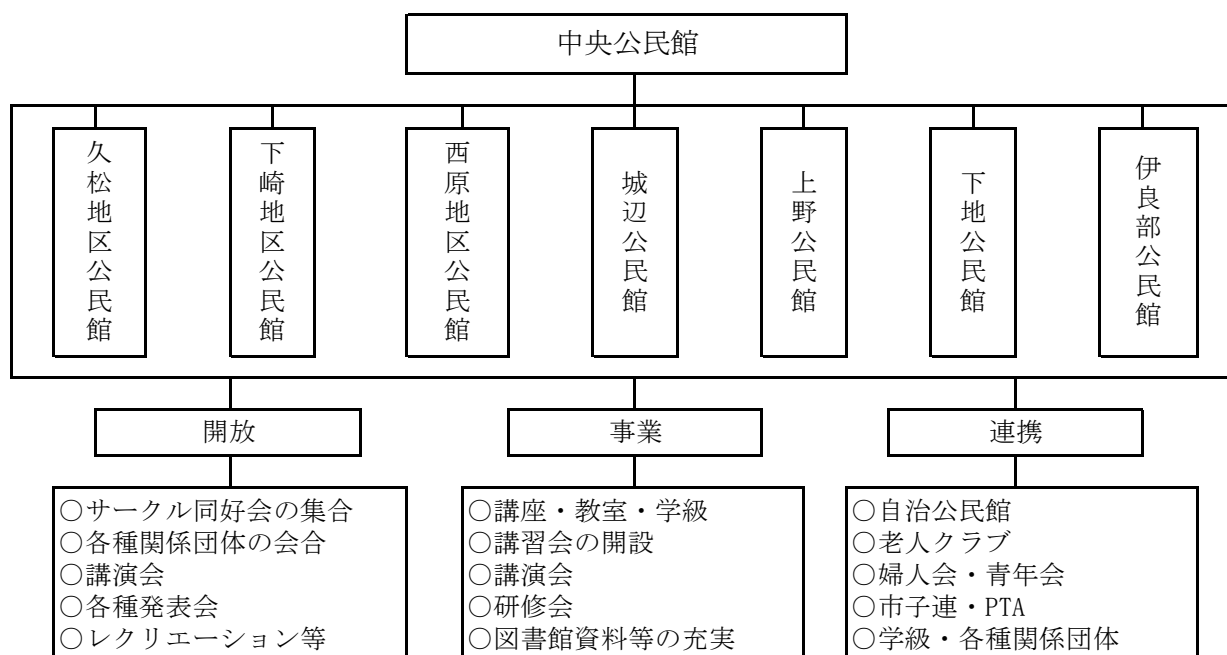 中央公民館
久松地区公民館
下崎地区公民館
西原地区公民館
城辺公民館
上野公民館
下地公民館
伊良部公民館
開放
事業
連携
○サークル同好会の集合
○各種関係団体の会合
○講演会
○各種発表会
○レクリエーション等
○講座・教室・学級
○講習会の開設
○講演会
○研修会
○図書館資料等の充実
○自治公民館
○老人クラブ
○婦人会・青年会
○市子連・PTA
○学級・各種関係団体